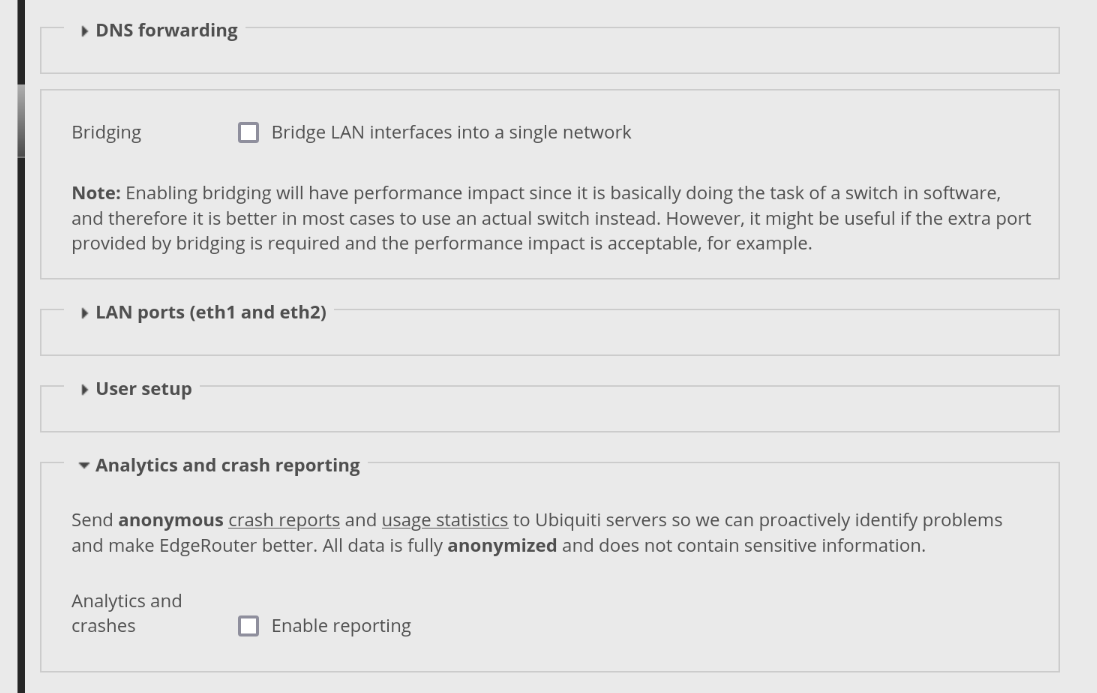 DNS forwarding
Bridging Bridge LAN interfaces into a single network
Note: Enabling bridging will have performance impact since it is basically doing the task of a switch in software,
and therefore it is better in most cases to use an actual switch instead. However, it might be useful if the extra port
provided by bridging is required and the performance impact is acceptable, for example.
LAN ports (eth1 and eth2)
User setup
Analytics and crash reporting
Send anonymous crash reports and usage statistics to Ubiquiti servers so we can proactively identify problems
and make EdgeRouter better. All data is fully anonymized and does not contain sensitive information.
Analytics and
crashes Enable reporting